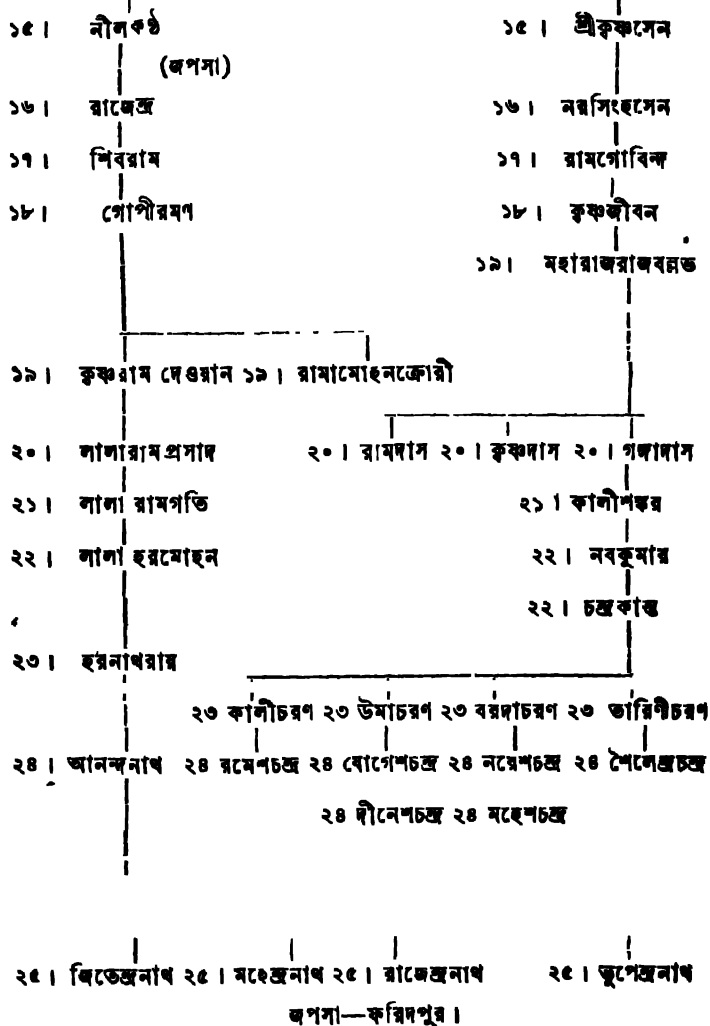 ১৫। নীলকণ্ঠ ১৫। শ্রীকৃষ্ণসেন
(জপসা)
১৬। রাজেন্দ্র ১৬। নরসিংহসেন
১৭। শিবরাম ১৭। রামগোবিন্দ
১৮। গোপীরমণ ১৮। কৃষ্ণজীবন
১৯। মহারাজরাজবল্লভ
১৯। কৃষ্ণরাম দেওয়ান ১৯। রামামোহনক্রোরী
২০। লালারামপ্রসাদ ২০। রামদাস ২০। কৃষ্ণদাস ২০। গঙ্গাদাস
২১। লালা রামগতি ২১। কালীশঙ্কর
২২। লালা হরমোহন ২২। নবকুমার
২২। চন্দ্রকান্ত
২৩। হরনাথরায়
২৩ কালীচরণ ২৩ উমাচরণ ২৩ বরদাচরণ ২৩ তারিণীচরণ
২৪। আনন্দনাথ ২৪ রমেশচন্দ্র ২৪ যোগেশচন্দ্র ২৪ নরেশচন্দ্র ২৪ শৈলেন্দ্রচন্দ্র
২৪ দীনেশচন্দ্র ২৪ মহেশচন্দ্র
২৫। জিতেন্দ্রনাথ ২৫। মহেন্দ্রনাথ ২৫। রাজেন্দ্রনাথ ২৫। ভূপেন্দ্রনাথ
জপসা—ফরিদপুর।